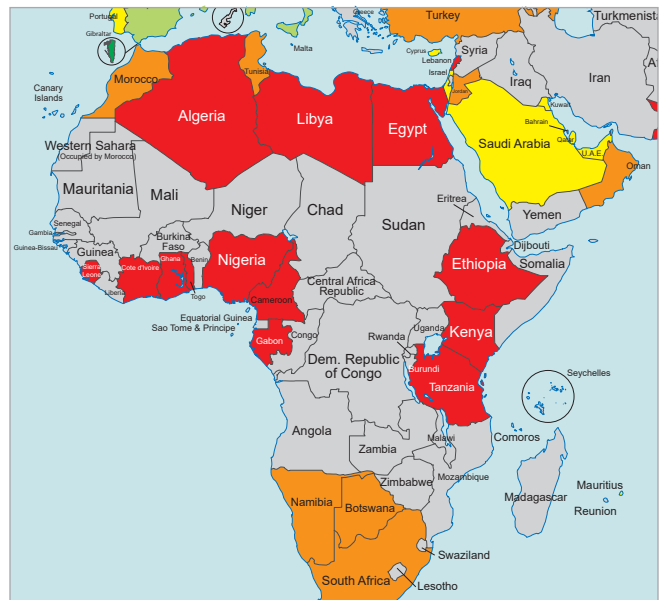 Portugal
Gibraltar
Greece
Turkey
Turkmenista
Malta
Cyprus
Syria
Lebanon
Israel
Iraq
Iran
Jordan
Morocco
Tunisia
Canary
Islands
Algeria
Libya
Egypt
Kuwait
Bahrain
Qatar
Saudi Arabia
U.A.E.
Oman
Western Sahara
(Occupied by Morocco)
Mauritania
Mali
Niger
Chad
Sudan
Eritrea
Yemen
Senegal
Gambia
Guinea-Bissau
Guinea
Burkina
Faso
Djibouti
Somalia
Sierra
Leone
Cote d'Ivoire
Ghana
Benin
Nigeria
Ethiopia
Liberia
Togo
Cameroon
Central Africa
Republic
Equatorial Guinea
Sao Tome & Principe
Gabon
Congo
Uganda
Kenya
Rwanda
Dem. Republic
of Congo
Burundi
Tanzania
Seychelles
Angola
Zambia
Malawi
Comoros
Mozambique
Zimbabwe
Madagascar
Mauritius
Reunion
Namibia
Botswana
Swaziland
South Africa
Lesotho